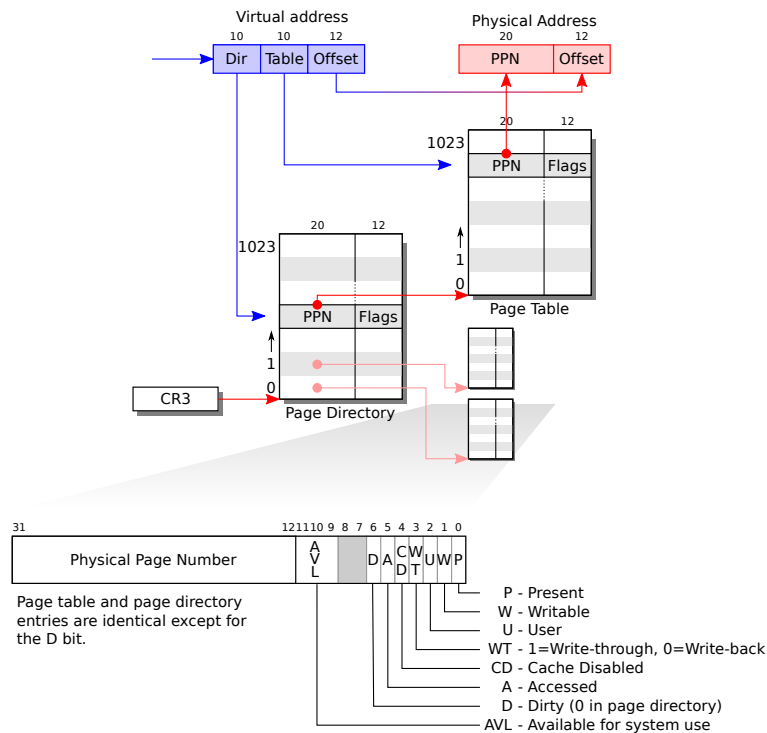 Virtual address
Physical Address
10 10 12
20 12
Dir Table Offset
PPN Offset
20 12
1023
PPN Flags
1
0
Page Table
20 12
1023
PPN Flags
1
0
CR3
Page Directory
31 12 11 10 9 8 7 6 5 4 3 2 1 0
Physical Page Number AVL D A CD WT U W P
Page table and page directory
entries are identical except for
the D bit.
P - Present
W - Writable
U - User
WT - 1=Write-through, 0=Write-back
CD - Cache Disabled
A - Accessed
D - Dirty (0 in page directory)
AVL - Available for system use